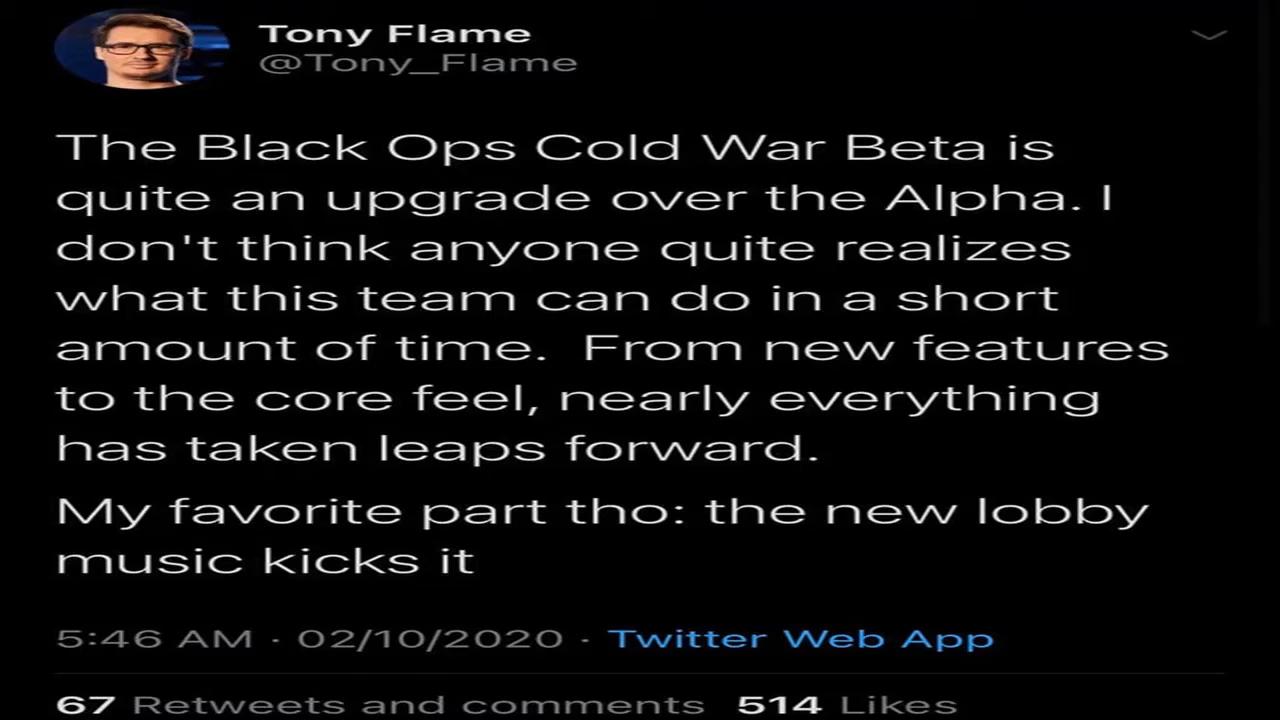 Tony Flame
@Tony_Flame
The Black Ops Cold War Beta is
quite an upgrade over the Alpha. I
don't think anyone quite realizes
what this team can do in a short
amount of time.  From new features
to the core feel, nearly everything
has taken leaps forward.
My favorite part tho: the new lobby
music kicks it
5:46 AM · 02/10/2020 · Twitter Web App
67 Retweets and comments 514 Likes